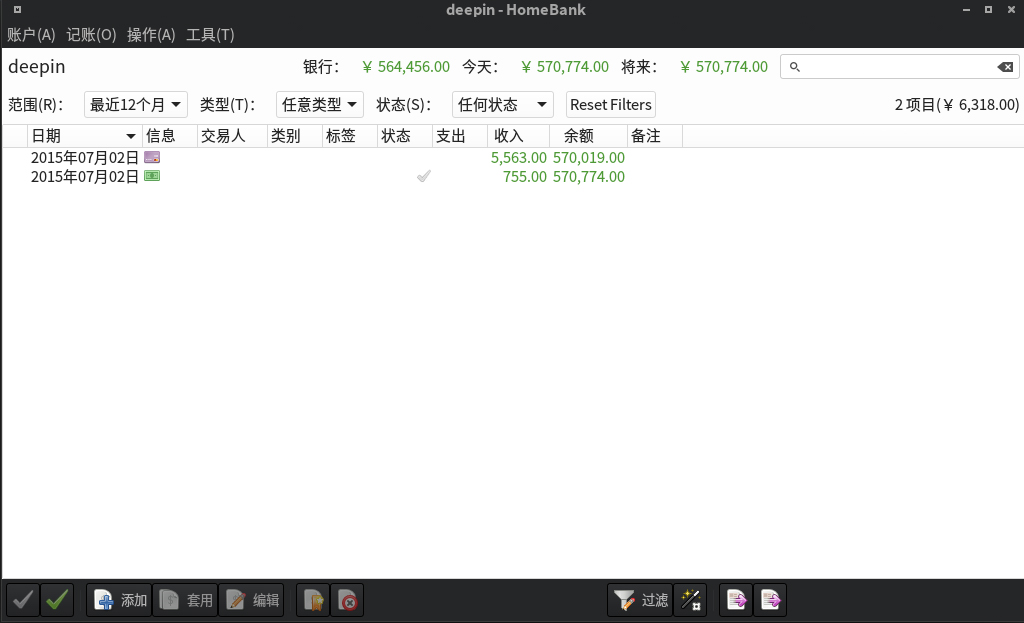 deepin - HomeBank
账户(A) 记账(O) 操作(A) 工具(T)
deepin 银行： ￥ 564,456.00 今天： ￥ 570,774.00 将来： ￥ 570,774.00
范围(R)： 最近12个月 类型(T)： 任意类型 状态(S)： 任何状态 Reset Filters 2 项目(￥ 6,318.00)
日期 信息 交易人 类别 标签 状态 支出 收入 余额 备注
2015年07月02日 5,563.00 570,019.00
2015年07月02日 755.00 570,774.00
添加 套用 编辑 过滤